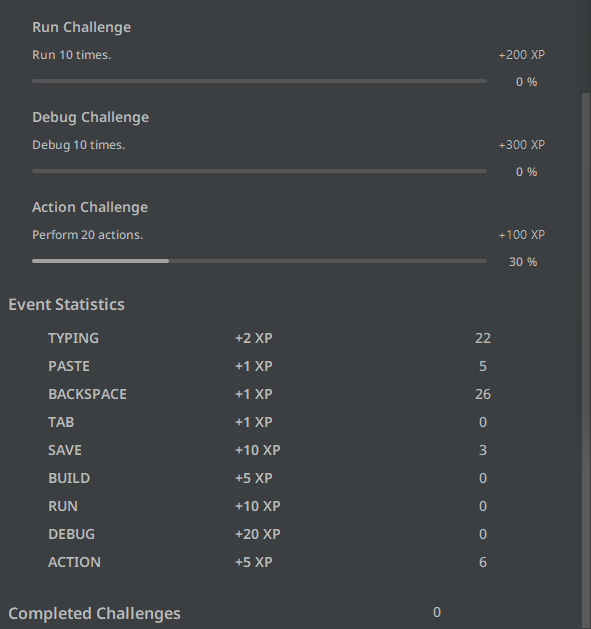 Run Challenge
Run 10 times. +200 XP
0 %
Debug Challenge
Debug 10 times. +300 XP
0 %
Action Challenge
Perform 20 actions. +100 XP
30 %
Event Statistics
TYPING +2 XP 22
PASTE +1 XP 5
BACKSPACE +1 XP 26
TAB +1 XP 0
SAVE +10 XP 3
BUILD +5 XP 0
RUN +10 XP 0
DEBUG +20 XP 0
ACTION +5 XP 6
Completed Challenges 0